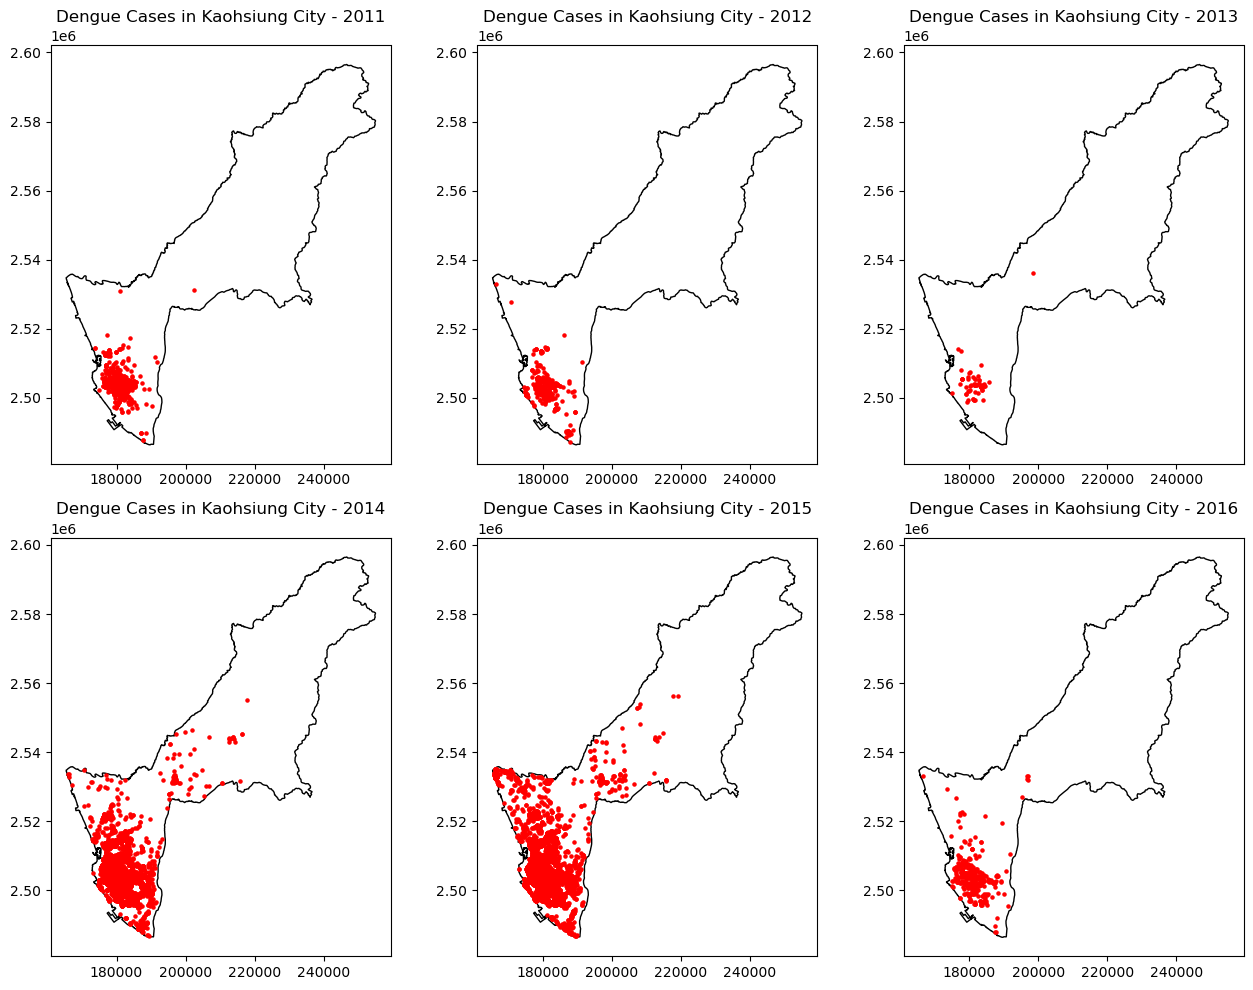 Dengue Cases in Kaohsiung City - 2011
1e6
2.60
2.58
2.56
2.54
2.52
2.50
180000 200000 220000 240000
Dengue Cases in Kaohsiung City - 2012
1e6
2.60
2.58
2.56
2.54
2.52
2.50
180000 200000 220000 240000
Dengue Cases in Kaohsiung City - 2013
1e6
2.60
2.58
2.56
2.54
2.52
2.50
180000 200000 220000 240000
Dengue Cases in Kaohsiung City - 2014
1e6
2.60
2.58
2.56
2.54
2.52
2.50
180000 200000 220000 240000
Dengue Cases in Kaohsiung City - 2015
1e6
2.60
2.58
2.56
2.54
2.52
2.50
180000 200000 220000 240000
Dengue Cases in Kaohsiung City - 2016
1e6
2.60
2.58
2.56
2.54
2.52
2.50
180000 200000 220000 240000